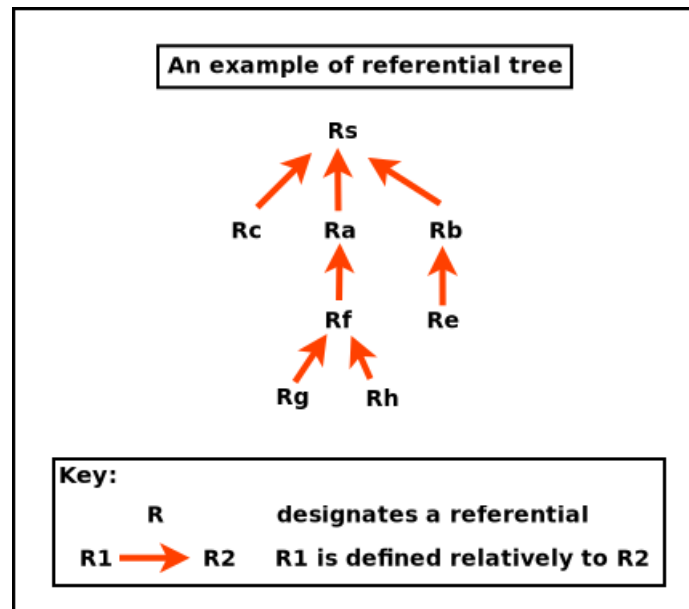 An example of referential tree
Rs
Rc Ra Rb
Rf Re
Rg Rh
Key:
R designates a referential
R1 R2 R1 is defined relatively to R2